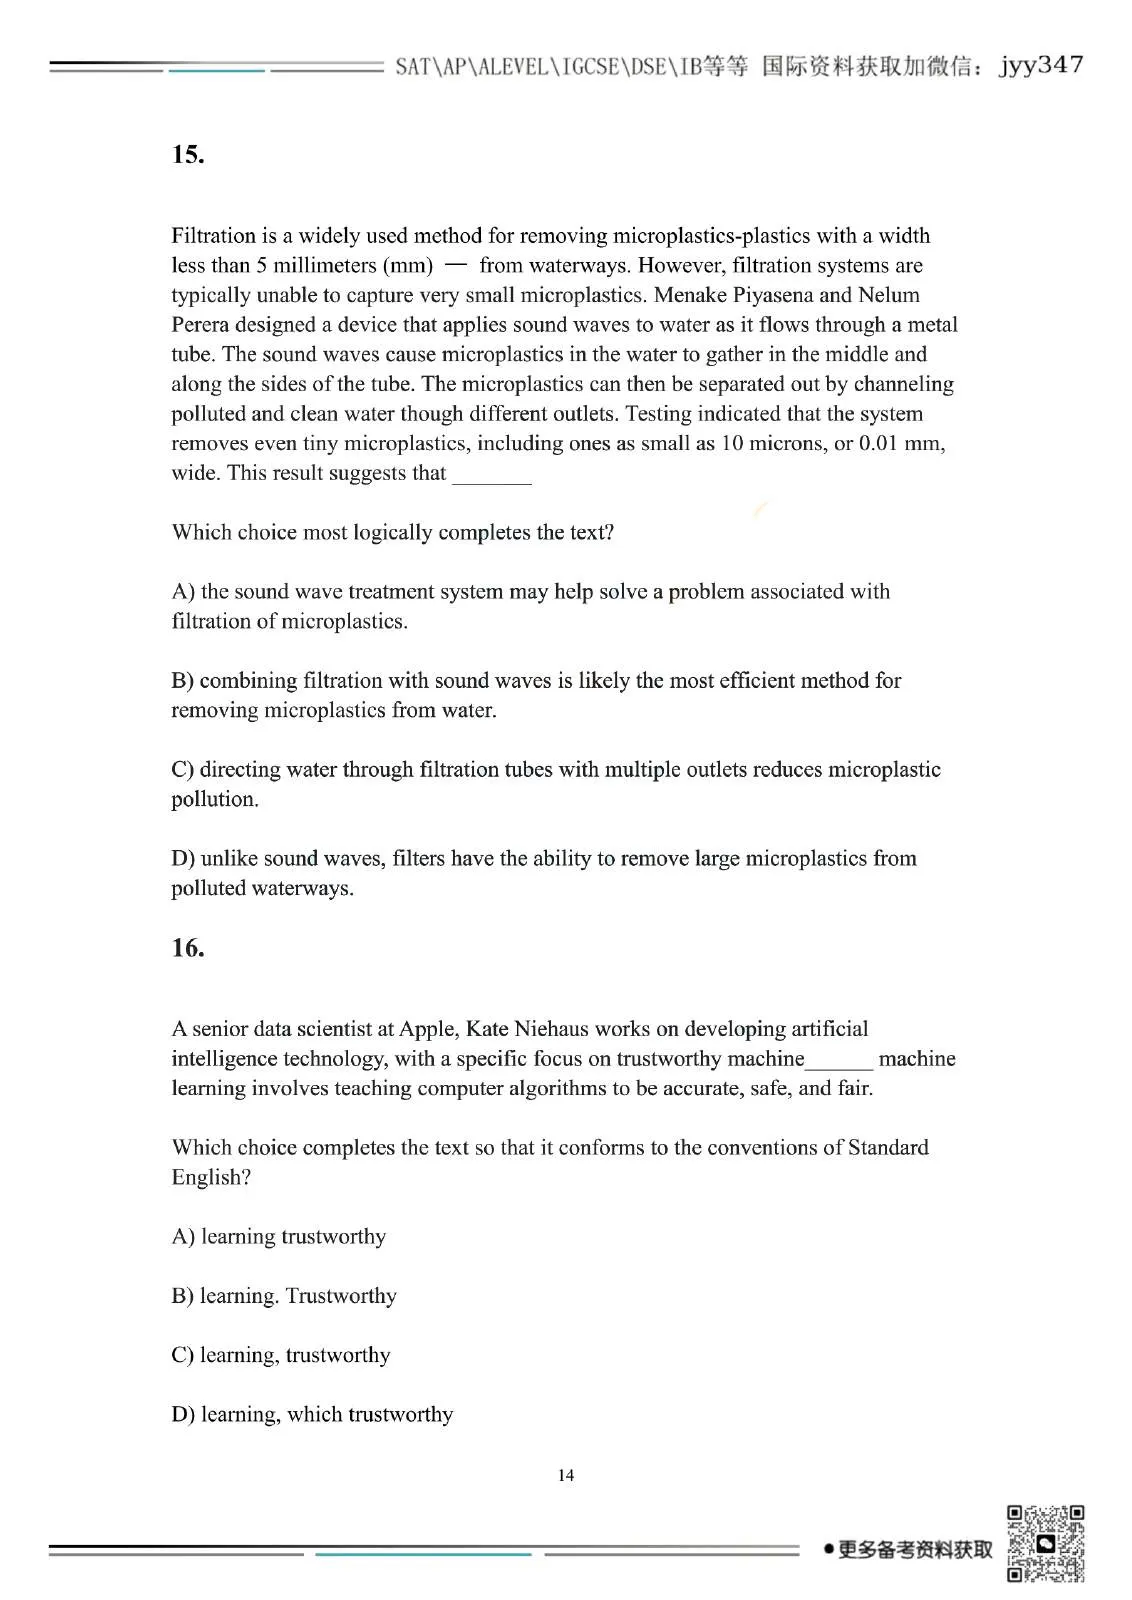 SAT\AP\ALEVEL\IGCSE\DSE\IB等等 国际资料获取加微信: jyy347
15.
Filtration is a widely used method for removing microplastics-plastics with a width
less than 5 millimeters (mm) — from waterways. However, filtration systems are
typically unable to capture very small microplastics. Menake Piyasena and Nelum
Perera designed a device that applies sound waves to water as it flows through a metal
tube. The sound waves cause microplastics in the water to gather in the middle and
along the sides of the tube. The microplastics can then be separated out by channeling
polluted and clean water though different outlets. Testing indicated that the system
removes even tiny microplastics, including ones as small as 10 microns, or 0.01 mm,
wide. This result suggests that _______
Which choice most logically completes the text?
A) the sound wave treatment system may help solve a problem associated with
filtration of microplastics.
B) combining filtration with sound waves is likely the most efficient method for
removing microplastics from water.
C) directing water through filtration tubes with multiple outlets reduces microplastic
pollution.
D) unlike sound waves, filters have the ability to remove large microplastics from
polluted waterways.
16.
A senior data scientist at Apple, Kate Niehaus works on developing artificial
intelligence technology, with a specific focus on trustworthy machine______ machine
learning involves teaching computer algorithms to be accurate, safe, and fair.
Which choice completes the text so that it conforms to the conventions of Standard
English?
A) learning trustworthy
B) learning. Trustworthy
C) learning, trustworthy
D) learning, which trustworthy
14
●更多备考资料获取